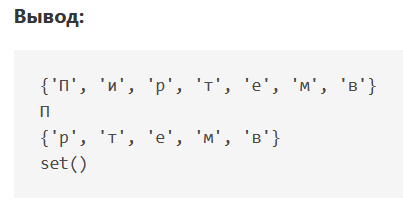 Вывод:
{'П', 'и', 'р', 'т', 'е', 'м', 'в'}
П
{'р', 'т', 'е', 'м', 'в'}
set()